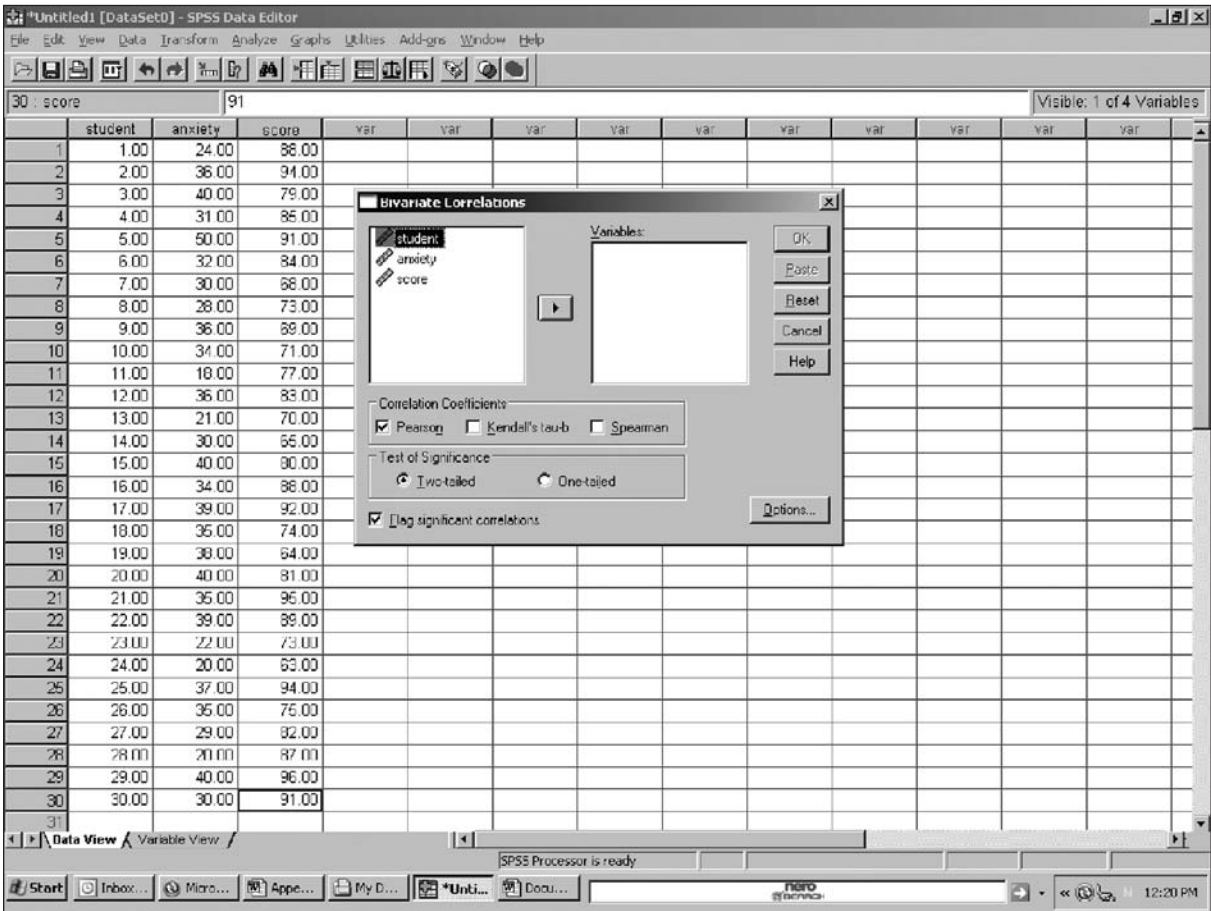 *Untitled1 [DataSet0] - SPSS Data Editor
File Edit View Data Transform Analyze Graphs Utilities Add-ons Window Help
30 : score 91 Visible: 1 of 4 Variables
student anxiety score var var var var var var var var var var
1 1.00 24.00 88.00
2 2.00 36.00 94.00
3 3.00 40.00 79.00
4 4.00 31.00 85.00
5 5.00 50.00 91.00
6 6.00 32.00 84.00
7 7.00 30.00 68.00
8 8.00 28.00 73.00
9 9.00 36.00 69.00
10 10.00 34.00 71.00
11 11.00 18.00 77.00
12 12.00 36.00 83.00
13 13.00 21.00 70.00
14 14.00 30.00 65.00
15 15.00 40.00 80.00
16 16.00 34.00 88.00
17 17.00 39.00 92.00
18 18.00 35.00 74.00
19 19.00 38.00 64.00
20 20.00 40.00 81.00
21 21.00 35.00 95.00
22 22.00 39.00 89.00
23 23.00 22.00 73.00
24 24.00 20.00 63.00
25 25.00 37.00 94.00
26 26.00 35.00 75.00
27 27.00 29.00 82.00
28 28.00 20.00 87.00
29 29.00 40.00 96.00
30 30.00 30.00 91.00
31
Bivariate Correlations
student
anxiety
score
Variables:
OK
Paste
Reset
Cancel
Help
Correlation Coefficients
Pearson Kendall's tau-b Spearman
Test of Significance
Two-tailed One-tailed
Flag significant correlations
Options...
Data View Variable View
SPSS Processor is ready
Start Inbox... Micro... Appe... My D... *Unti... Docu... nero SEARCH « 12:20 PM